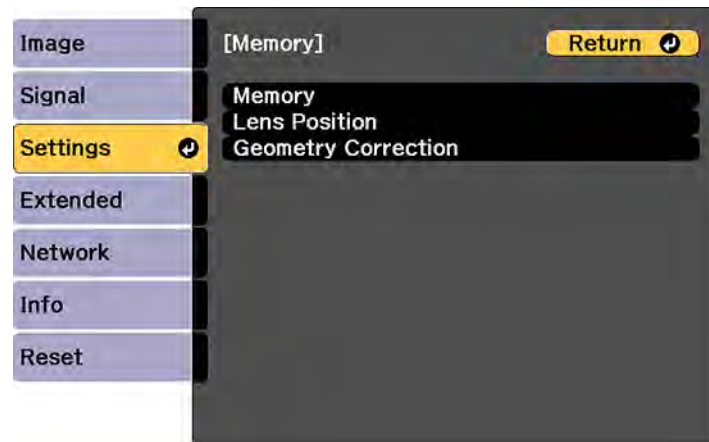 Image
Signal
Settings
Extended
Network
Info
Reset
[Memory]
Return
Memory
Lens Position
Geometry Correction